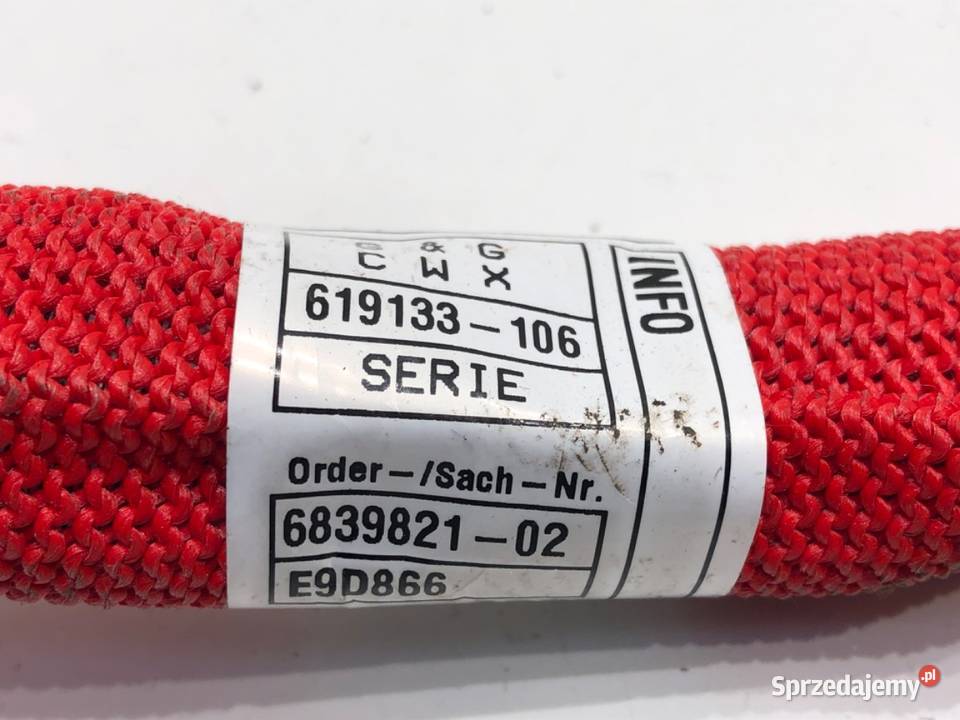 G & G
C W X
619133-106
SERIE
INFO
Order-/Sach-Nr.
6839821-02
E9D866
Sprzedajemy.pl